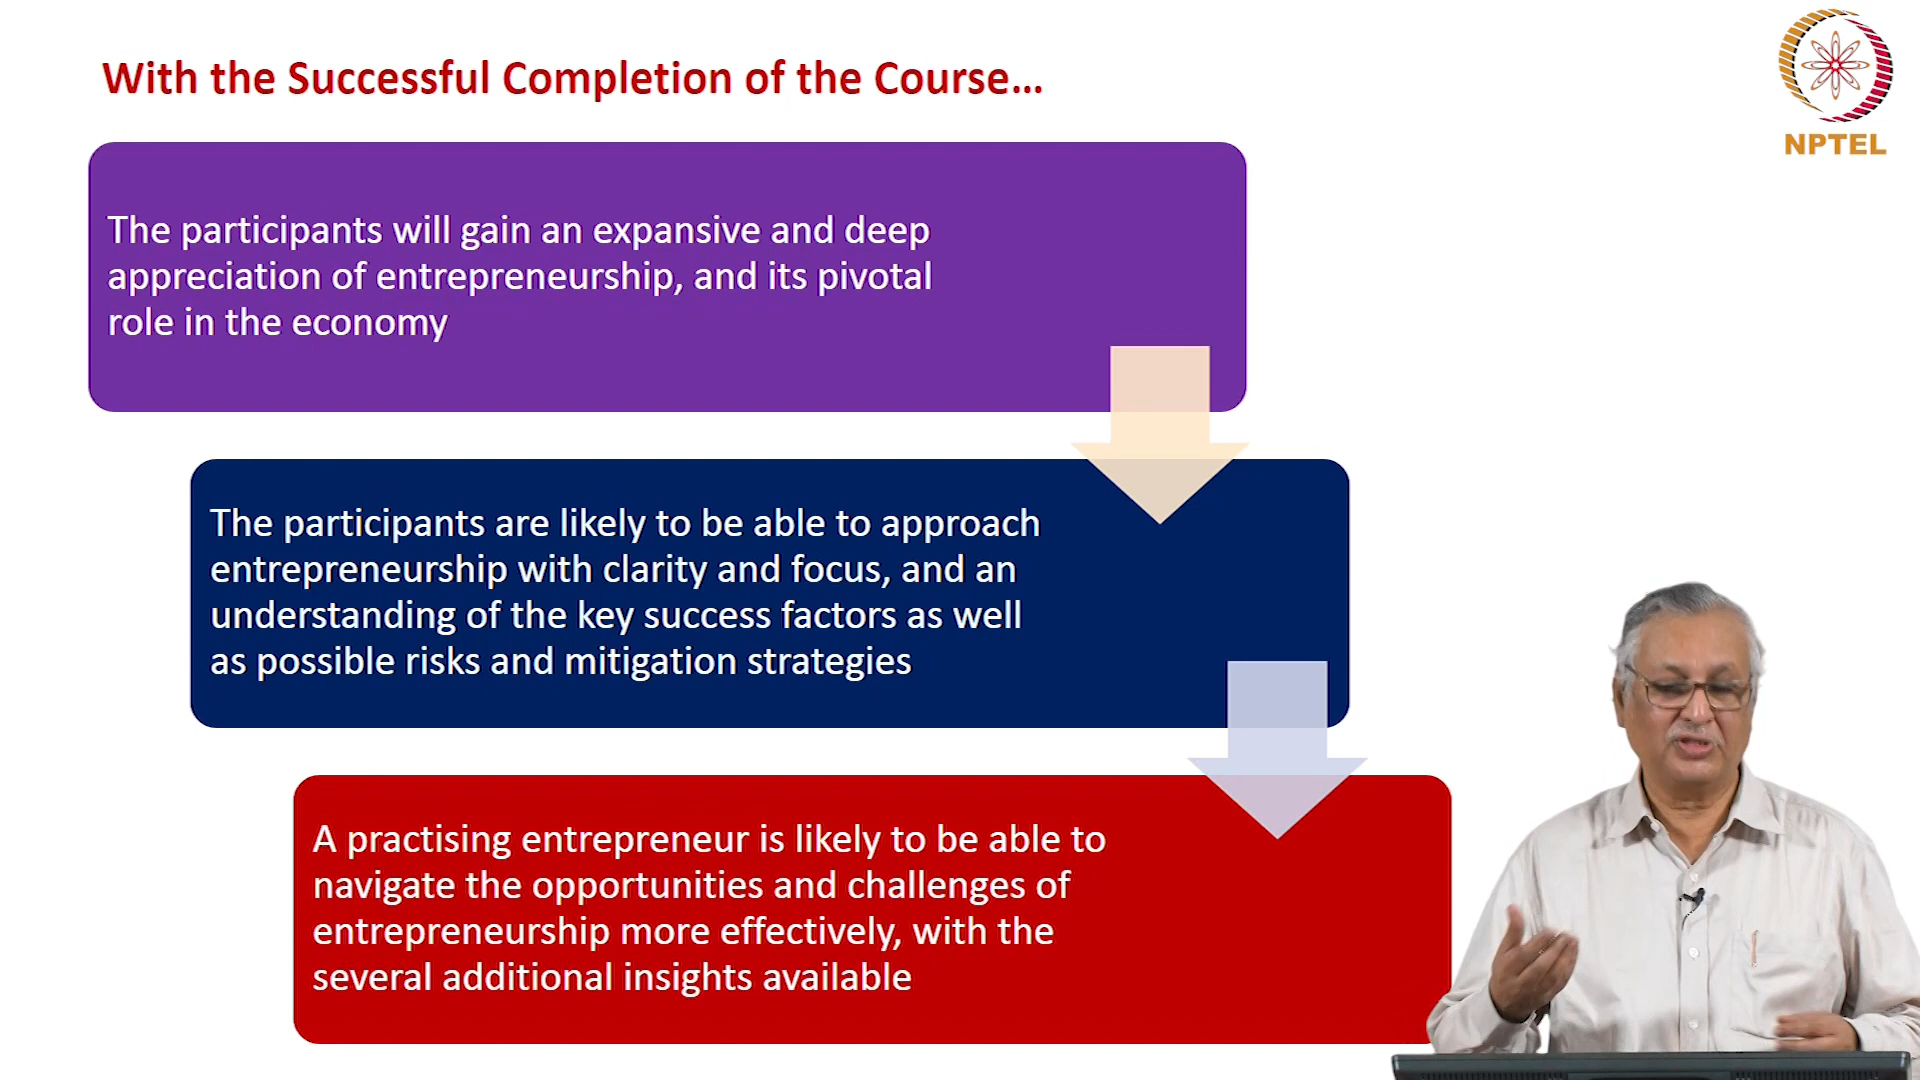 With the Successful Completion of the Course...
NPTEL
The participants will gain an expansive and deep
appreciation of entrepreneurship, and its pivotal
role in the economy
The participants are likely to be able to approach
entrepreneurship with clarity and focus, and an
understanding of the key success factors as well
as possible risks and mitigation strategies
A practising entrepreneur is likely to be able to
navigate the opportunities and challenges of
entrepreneurship more effectively, with the
several additional insights available